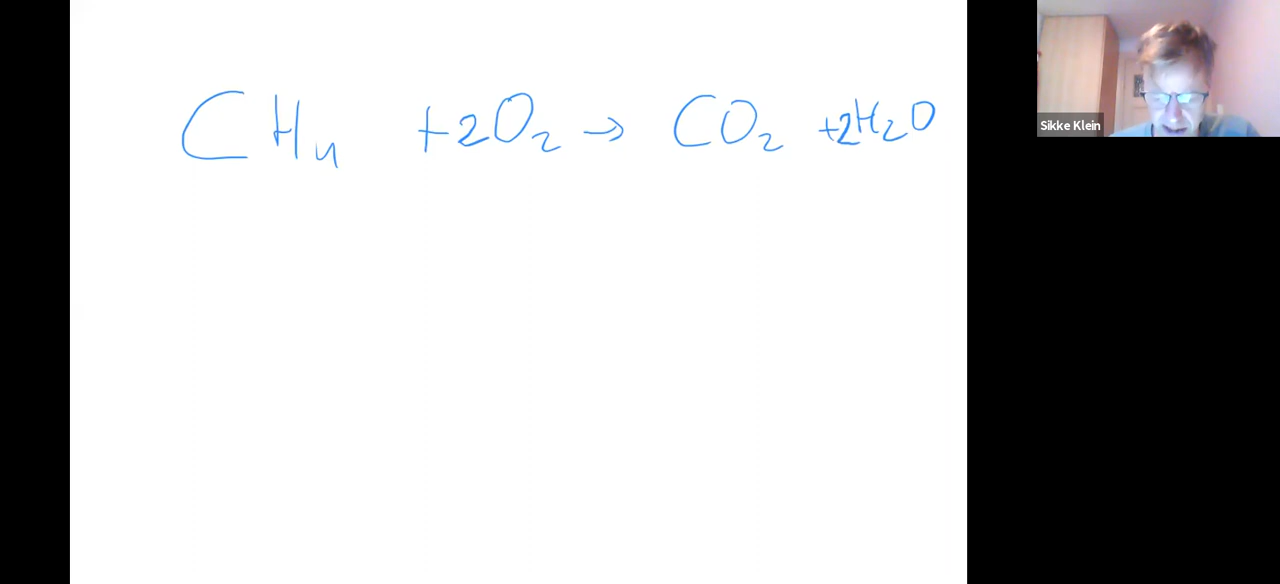 CH₄ +2O₂ → CO₂ +2H₂O
Sikke Klein